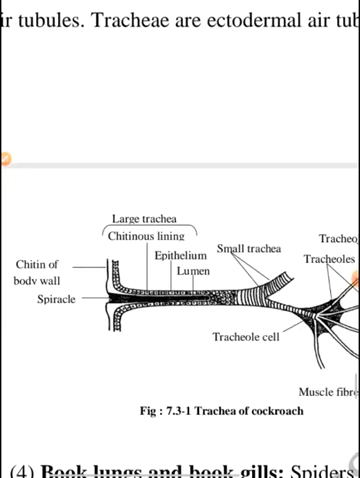 ir tubules. Tracheae are ectodermal air tub
Large trachea
Chitinous lining
Epithelium
Small trachea
Tracheo
Lumen
Tracheoles
Chitin of
body wall
Spiracle
Tracheole cell
Muscle fibre
Fig : 7.3-1 Trachea of cockroach
(4) Book lungs and book gills: Spiders